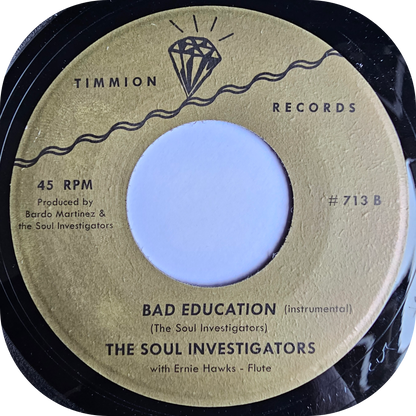 TIMMION
RECORDS
45 RPM
Produced by
Bardo Martinez &
the Soul Investigators
# 713 B
BAD EDUCATION (instrumental)
(The Soul Investigators)
THE SOUL INVESTIGATORS
with Ernie Hawks - Flute